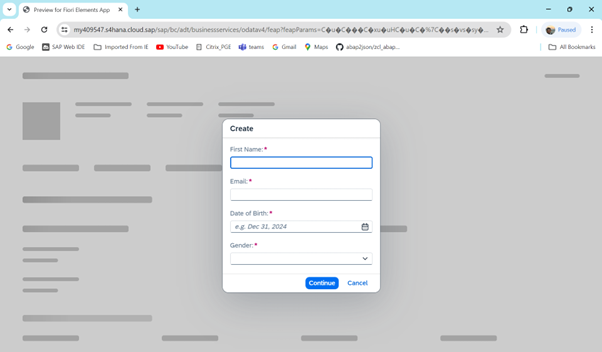 Preview for Fiori Elements App
my409547.s4hana.cloud.sap/sap/bc/adt/businessservices/odatav4/feap?feapParams=C�u�C���C�xu�uHC�u�C�%7C��s�vs�sy�...
Paused
Google SAP Web IDE Imported From IE YouTube Citrix_PGE teams Gmail Maps abap2json/zcl_abap... All Bookmarks
Create
First Name:*
Email:*
Date of Birth:*
e.g. Dec 31, 2024
Gender:*
Continue Cancel